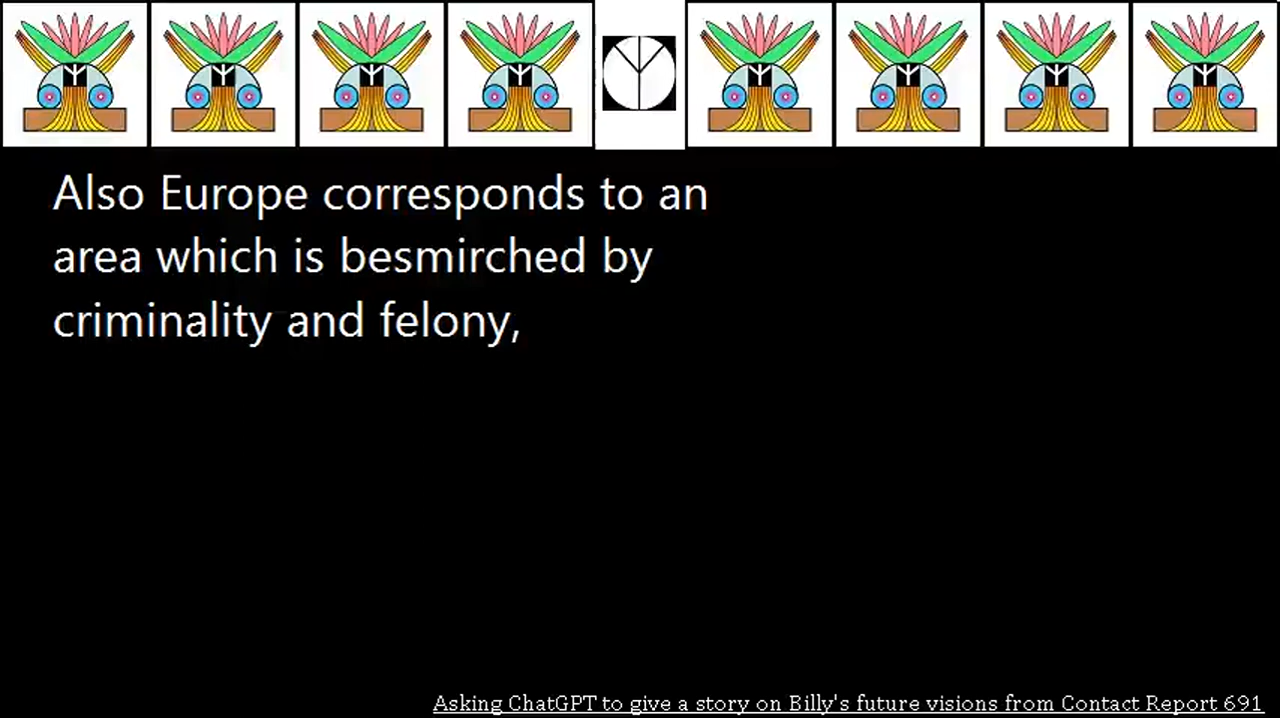 Also Europe corresponds to an
area which is besmirched by
criminality and felony,
Asking ChatGPT to give a story on Billy's future visions from Contact Report 691